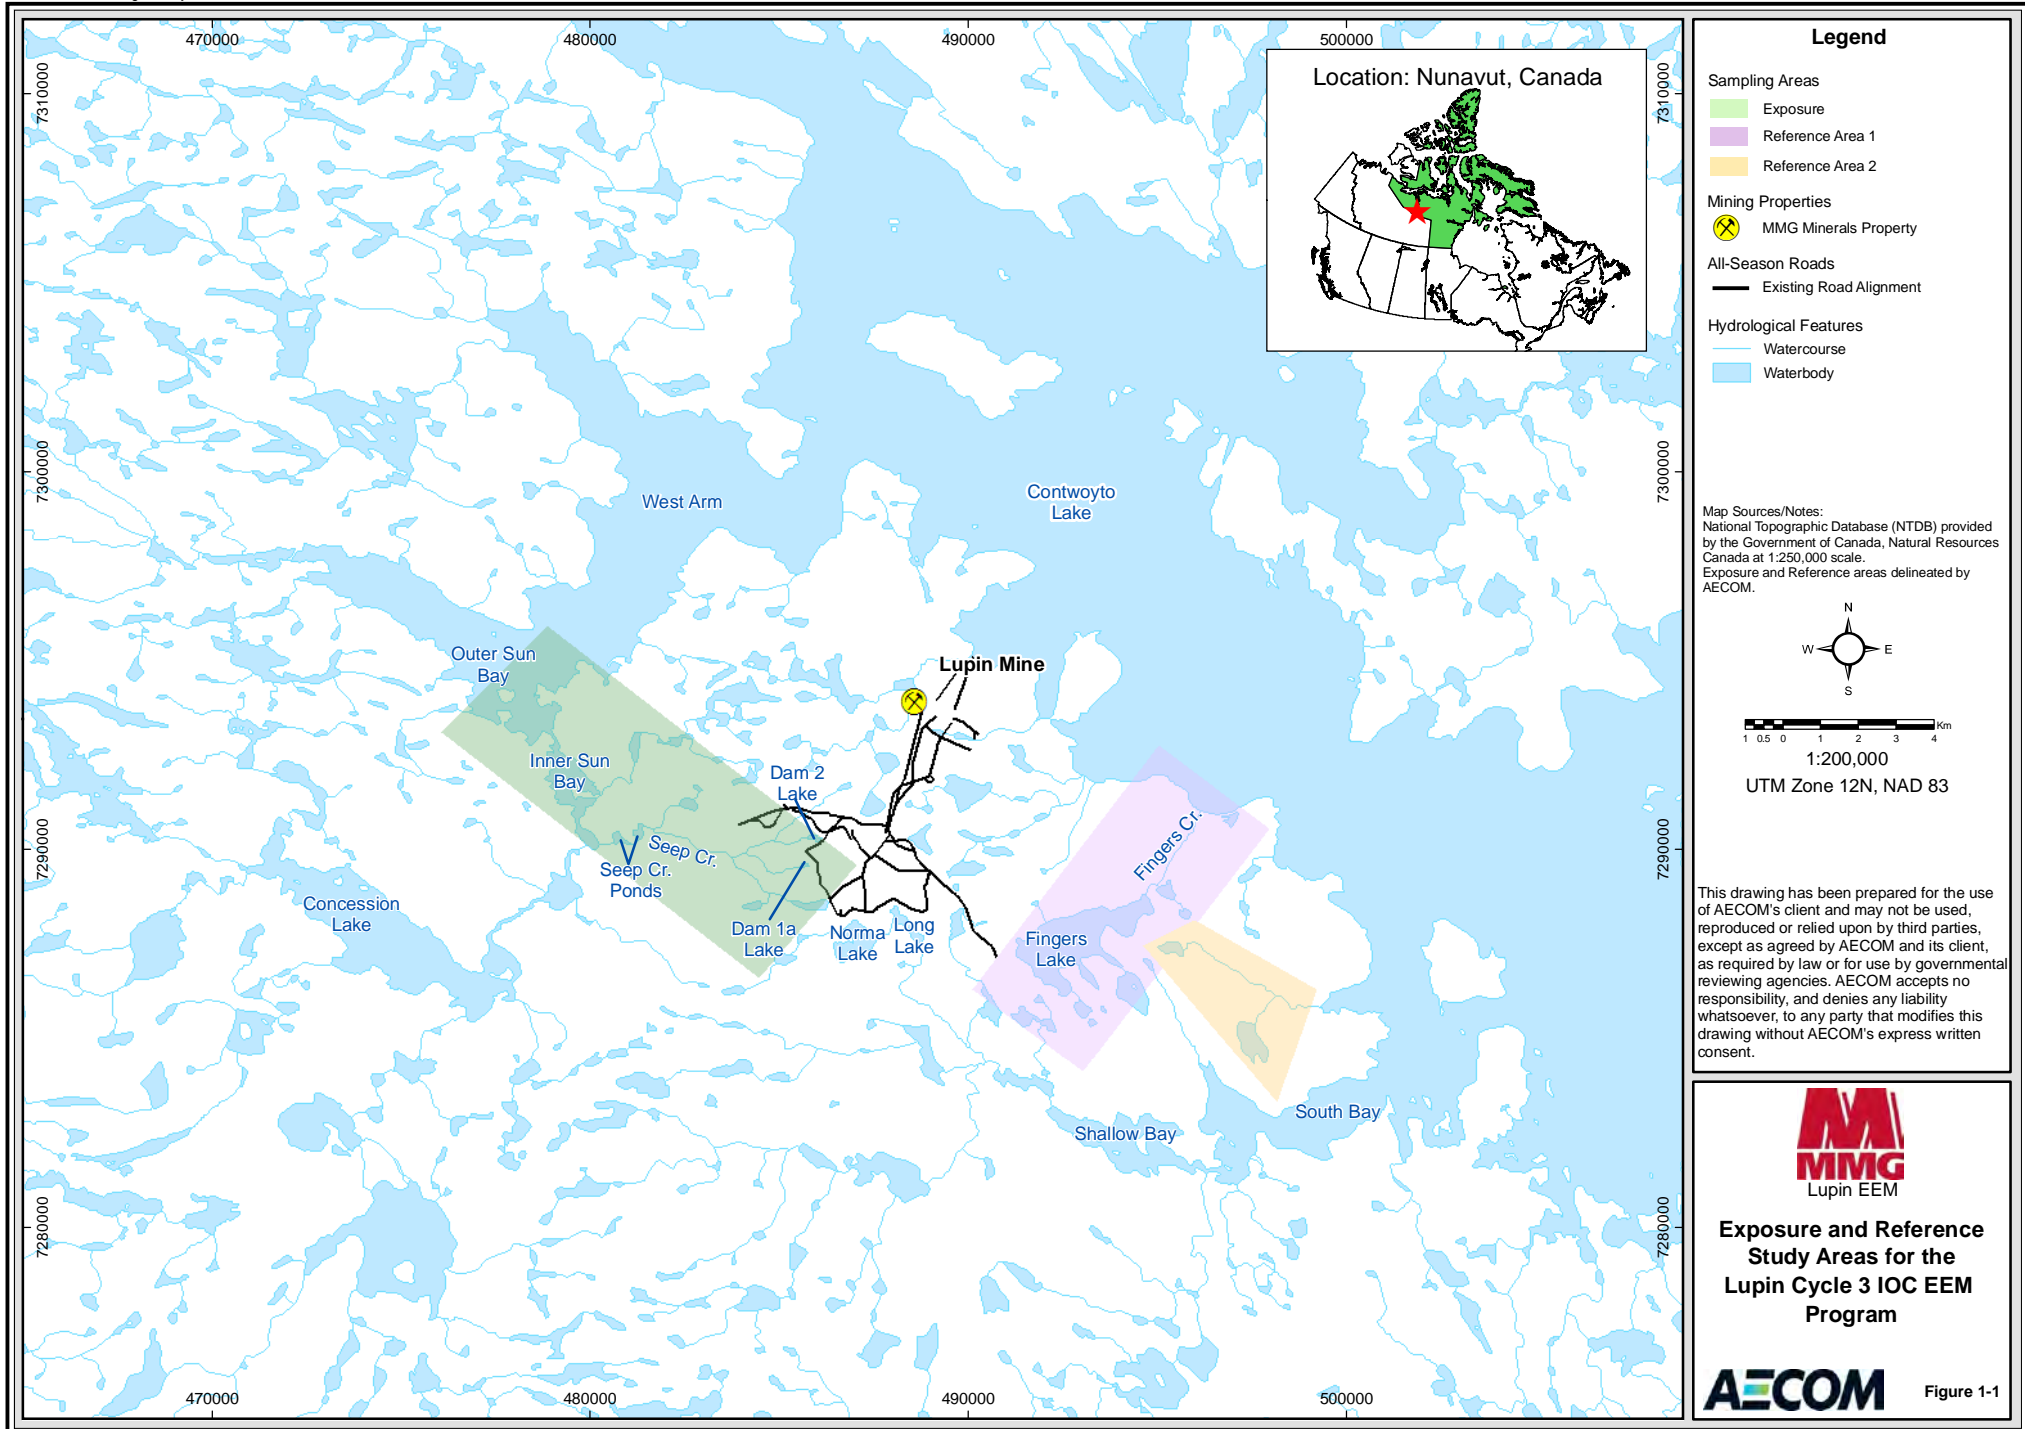 470000
480000
490000
500000
7310000
7310000
7300000
7300000
7290000
7290000
7280000
7280000
470000
480000
490000
500000
Location: Nunavut, Canada
West Arm
Contwoyto
Lake
Outer Sun
Bay
Lupin Mine
Inner Sun
Bay
Dam 2
Lake
Seep Cr.
Seep Cr.
Ponds
Concession
Lake
Dam 1a
Lake
Norma
Lake
Long
Lake
Fingers Cr.
Fingers
Lake
South Bay
Shallow Bay
Legend
Sampling Areas
Exposure
Reference Area 1
Reference Area 2
Mining Properties
MMG Minerals Property
All-Season Roads
Existing Road Alignment
Hydrological Features
Watercourse
Waterbody
Map Sources/Notes:
National Topographic Database (NTDB) provided
by the Government of Canada, Natural Resources
Canada at 1:250,000 scale.
Exposure and Reference areas delineated by
AECOM.
N
W E
S
Km
1 0.5 0 1 2 3 4
1:200,000
UTM Zone 12N, NAD 83
This drawing has been prepared for the use
of AECOM's client and may not be used,
reproduced or relied upon by third parties,
except as agreed by AECOM and its client,
as required by law or for use by governmental
reviewing agencies. AECOM accepts no
responsibility, and denies any liability
whatsoever, to any party that modifies this
drawing without AECOM's express written
consent.
M
MMG
Lupin EEM
Exposure and Reference
Study Areas for the
Lupin Cycle 3 IOC EEM
Program
AECOM
Figure 1-1